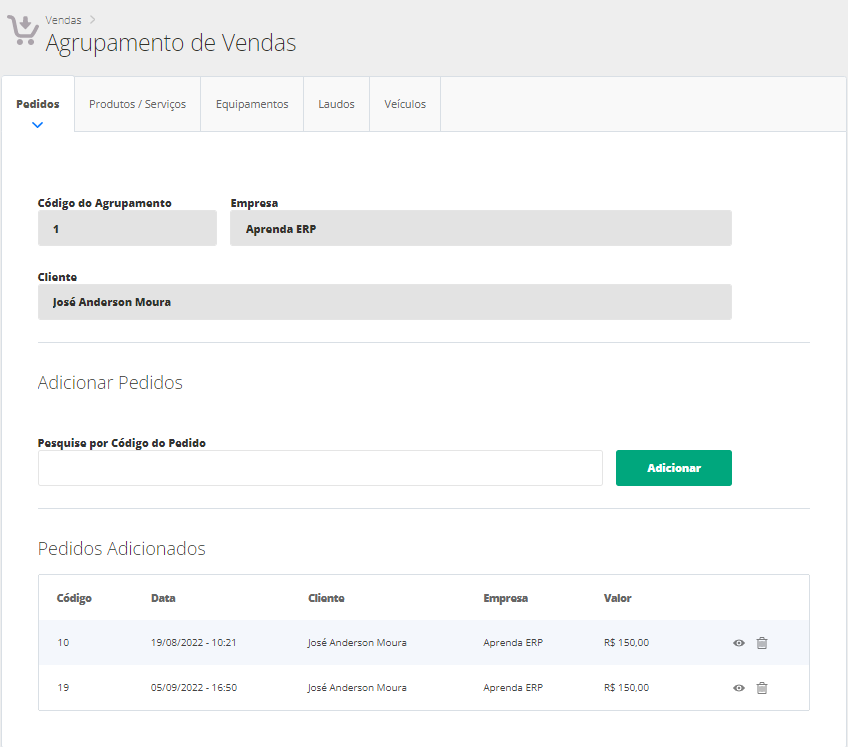 Vendas
Agrupamento de Vendas
Pedidos Produtos / Serviços Equipamentos Laudos Veículos
Código do Agrupamento Empresa
1 Aprenda ERP
Cliente
José Anderson Moura
Adicionar Pedidos
Pesquise por Código do Pedido
Adicionar
Pedidos Adicionados
Código Data Cliente Empresa Valor
10 19/08/2022 - 10:21 José Anderson Moura Aprenda ERP R$ 150,00
19 05/09/2022 - 16:50 José Anderson Moura Aprenda ERP R$ 150,00